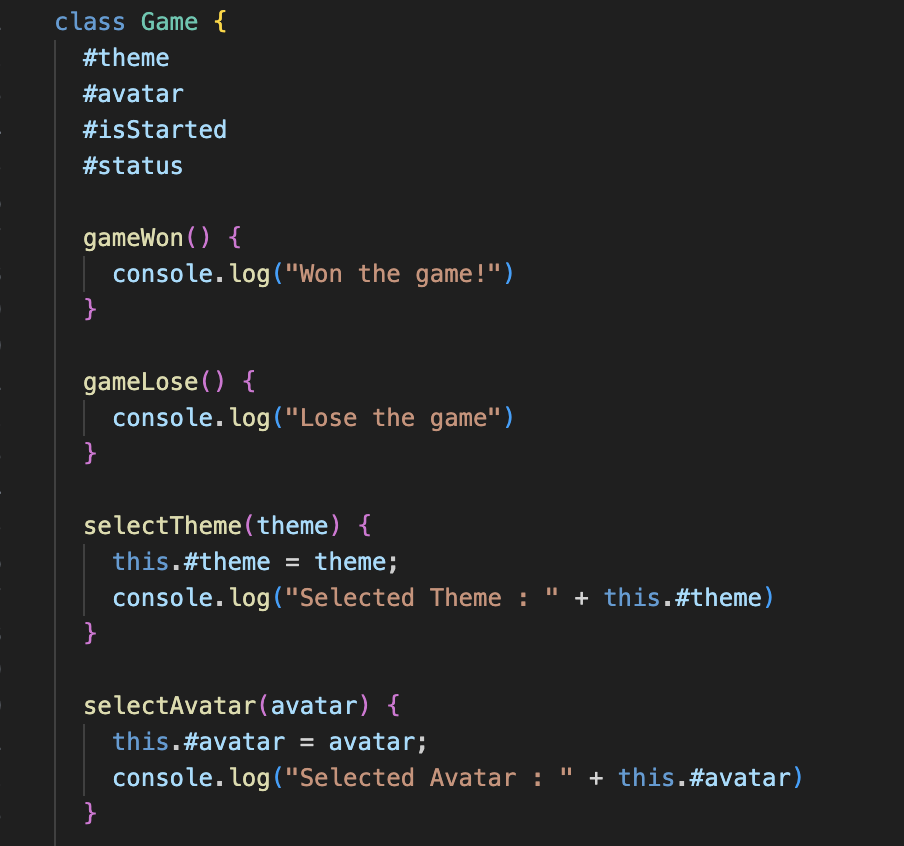 class Game {
#theme
#avatar
#isStarted
#status
gameWon() {
console.log("Won the game!")
}
gameLose() {
console.log("Lose the game")
}
selectTheme(theme) {
this.#theme = theme;
console.log("Selected Theme : " + this.#theme)
}
selectAvatar(avatar) {
this.#avatar = avatar;
console.log("Selected Avatar : " + this.#avatar)
}